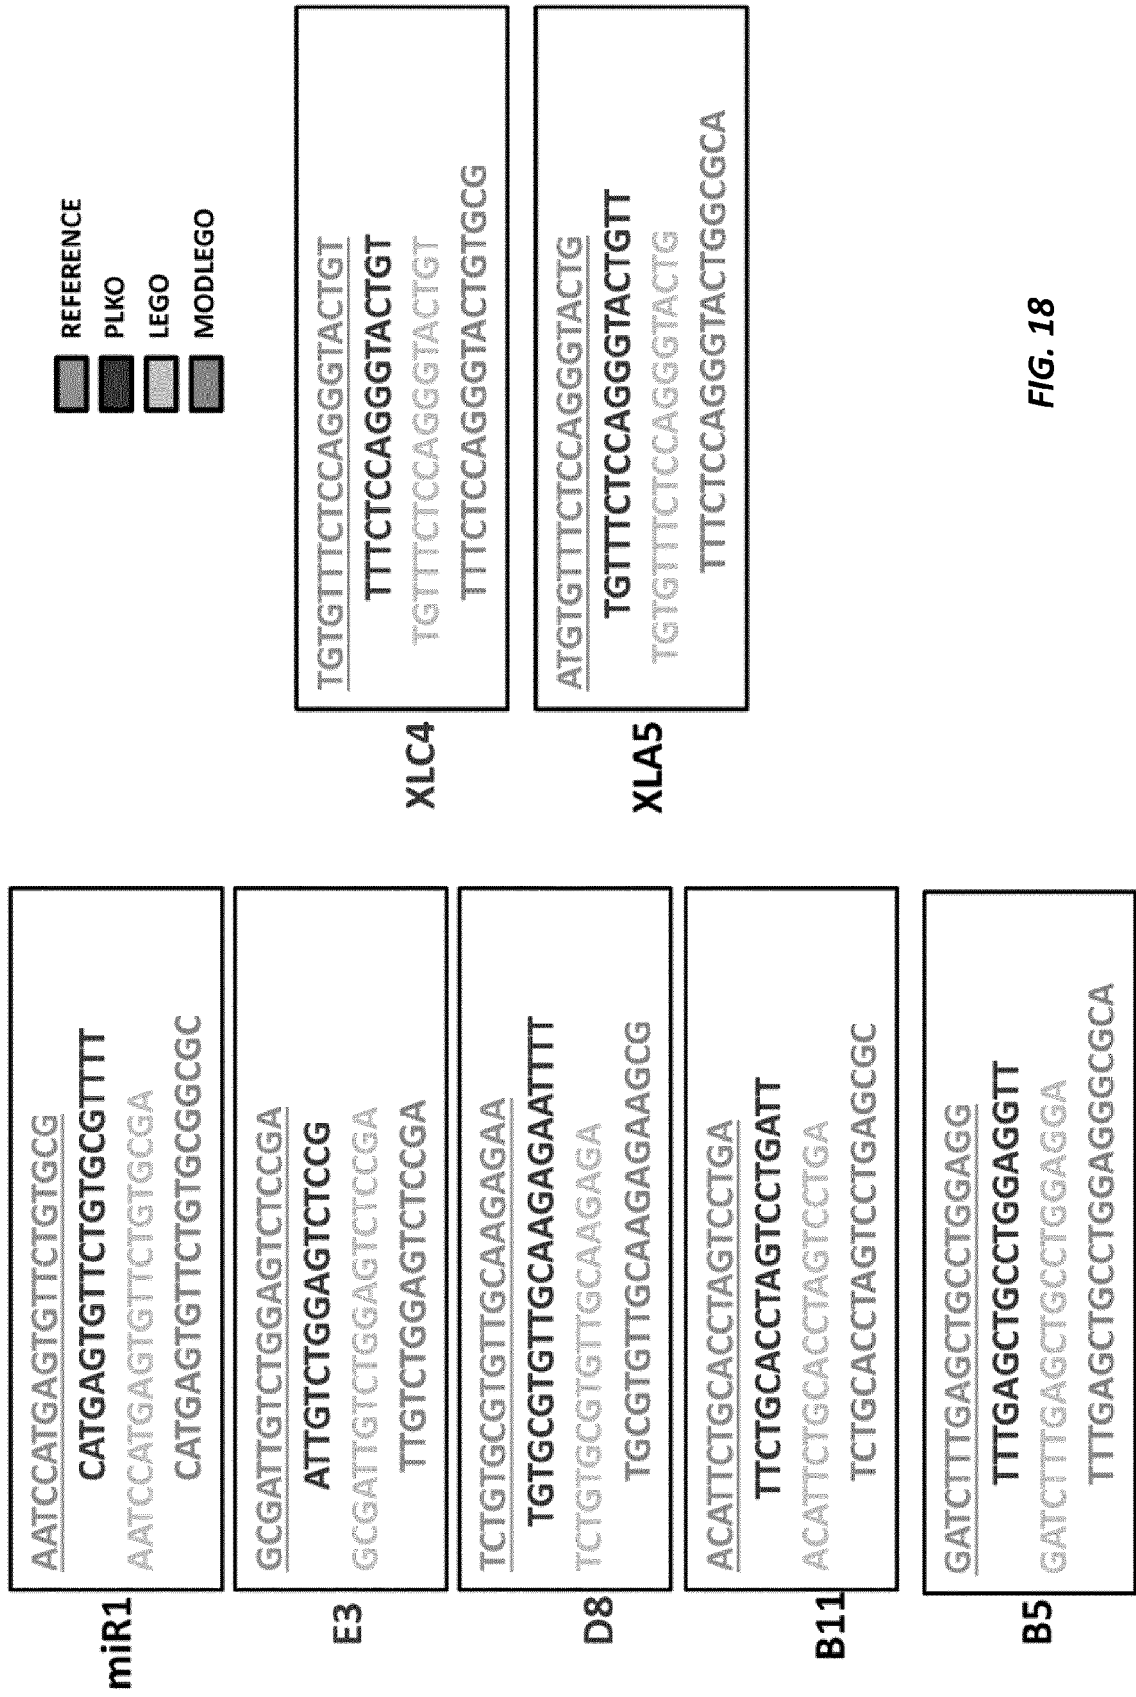 miR1
AATCCATGAGTGTTCTGTGCG
CATGAGTGTTCTGTGCGTTTT
AATCCATGAGTGTTCTGTGCGA
CATGAGTGTTCTGTGCGGCGC
E3
GCGATTGTCTGGAGTCTCCGA
ATTGTCTGGAGTCTCCG
GCGATTGTCTGGAGTCTCCGA
TTGTCTGGAGTCTCCGA
D8
TCTGTGCGTGTTGCAAGAGAA
TGTGCGTGTTGCAAGAGAATTTT
TCTGTGCGTGTTGCAAGAGA
TGCGTGTTGCAAGAGAAGCG
B11
ACATTCTGCACCTAGTCCTGA
TTCTGCACCTAGTCCTGATT
ACATTCTGCACCTAGTCCTGA
TCTGCACCTAGTCCTGAGCGC
B5
GATCTTTGAGCTGCCTGGAGG
TTTGAGCTGCCTGGAGGTT
GATCTTTGAGCTGCCTGGAGGA
TTTGAGCTGCCTGGAGGGCGCA
REFERENCE
PLKO
LEGO
MODLEGO
XLC4
TGTGTTTCTCCAGGGTACTGT
TTTCTCCAGGGTACTGT
TGTTTCTCCAGGGTACTGT
TTTCTCCAGGGTACTGTGCG
XLA5
ATGTGTTTCTCCAGGGTACTG
TGTTTCTCCAGGGTACTGTT
TGTGTTTCTCCAGGGTACTG
TTTCTCCAGGGTACTGGCGCA
FIG. 18